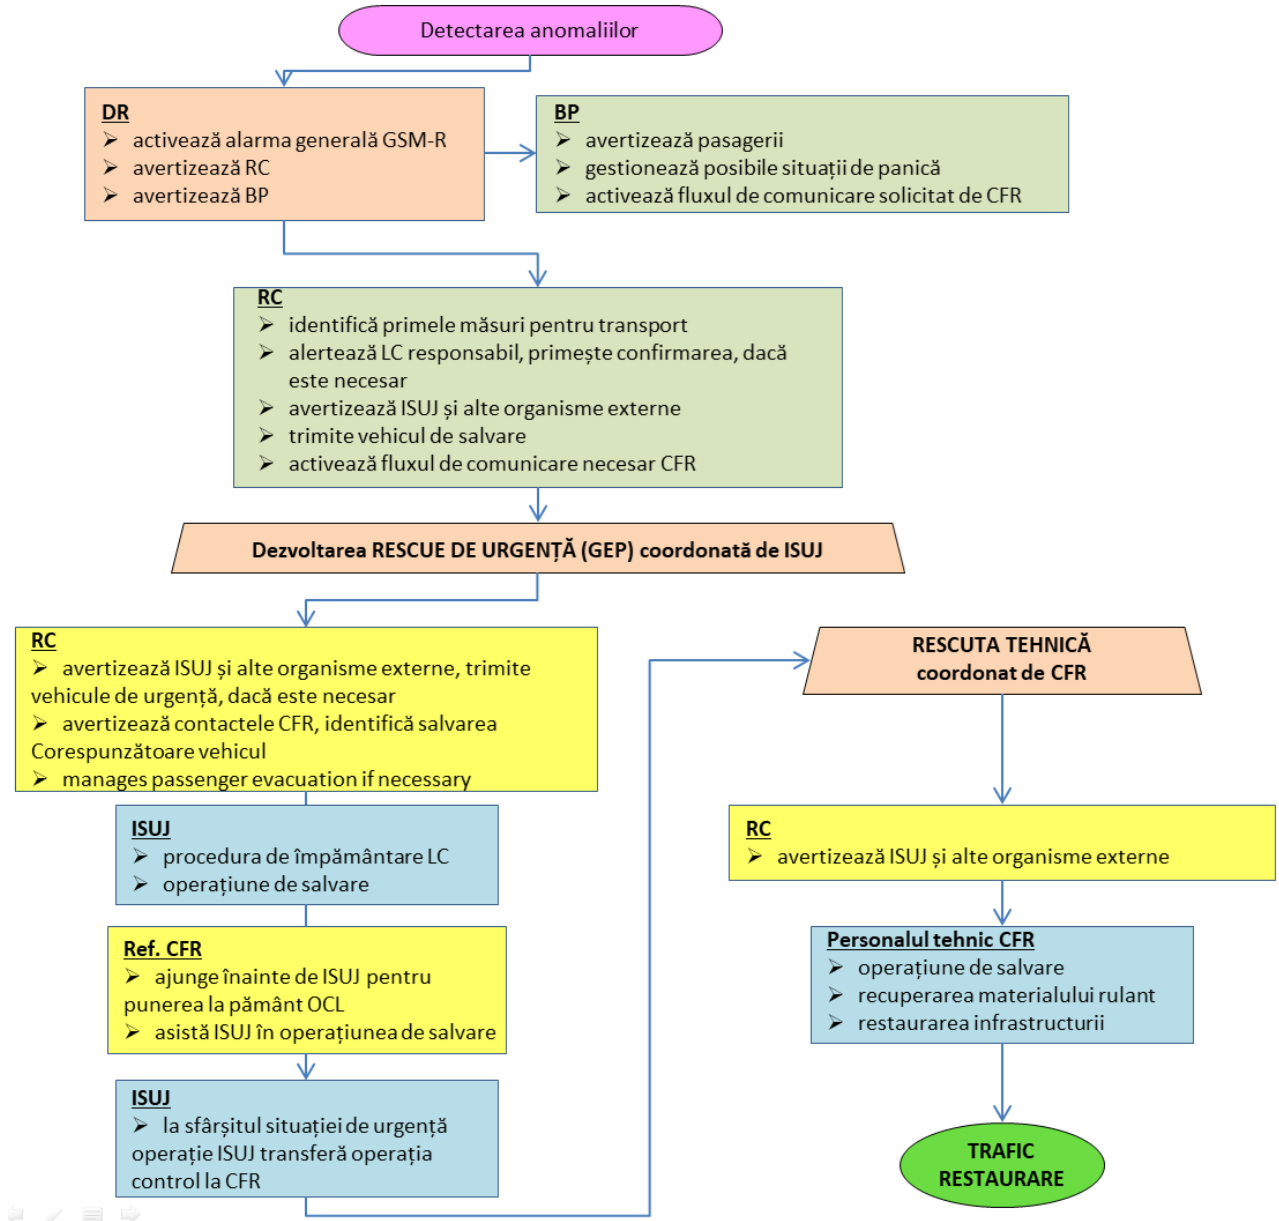 Detectarea anomaliilor
DR
➢ activează alarma generală GSM-R
➢ avertizează RC
➢ avertizează BP
BP
➢ avertizează pasagerii
➢ gestionează posibile situații de panică
➢ activează fluxul de comunicare solicitat de CFR
RC
➢ identifică primele măsuri pentru transport
➢ alertează LC responsabil, primește confirmarea, dacă
este necesar
➢ avertizează ISUJ și alte organisme externe
➢ trimite vehicul de salvare
➢ activează fluxul de comunicare necesar CFR
Dezvoltarea RESCUE DE URGENȚĂ (GEP) coordonată de ISUJ
RC
➢ avertizează ISUJ și alte organisme externe, trimite
vehicule de urgență, dacă este necesar
➢ avertizează contactele CFR, identifică salvarea
Corespunzătoare vehicul
➢ manages passenger evacuation if necessary
ISUJ
➢ procedura de împământare LC
➢ operațiune de salvare
Ref. CFR
➢ ajunge înainte de ISUJ pentru
punerea la pământ OCL
➢ asistă ISUJ în operațiunea de salvare
ISUJ
➢ la sfârșitul situației de urgență
operație ISUJ transferă operația
control la CFR
RESCUTA TEHNICĂ
coordonat de CFR
RC
➢ avertizează ISUJ și alte organisme externe
Personalul tehnic CFR
➢ operațiune de salvare
➢ recuperarea materialului rulant
➢ restaurarea infrastructurii
TRAFIC
RESTAURARE